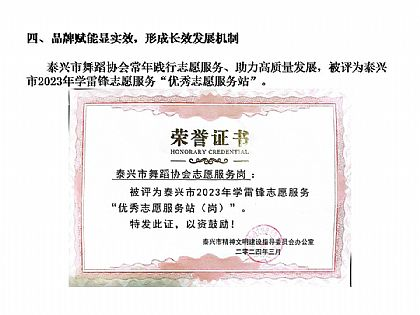 四、品牌赋能显实效，形成长效发展机制
泰兴市舞蹈协会常年践行志愿服务、助力高质量发展，被评为泰兴
市2023年学雷锋志愿服务“优秀志愿服务站”。
荣誉证书
HONORARY CREDENTIAL
泰兴市舞蹈协会志愿服务岗：
被评为泰兴市2023年学雷锋志愿服务
“优秀志愿服务站（岗）”。
特发此证，以资鼓励！
泰兴市精神文明建设指导委员会办公室
二零二四年三月